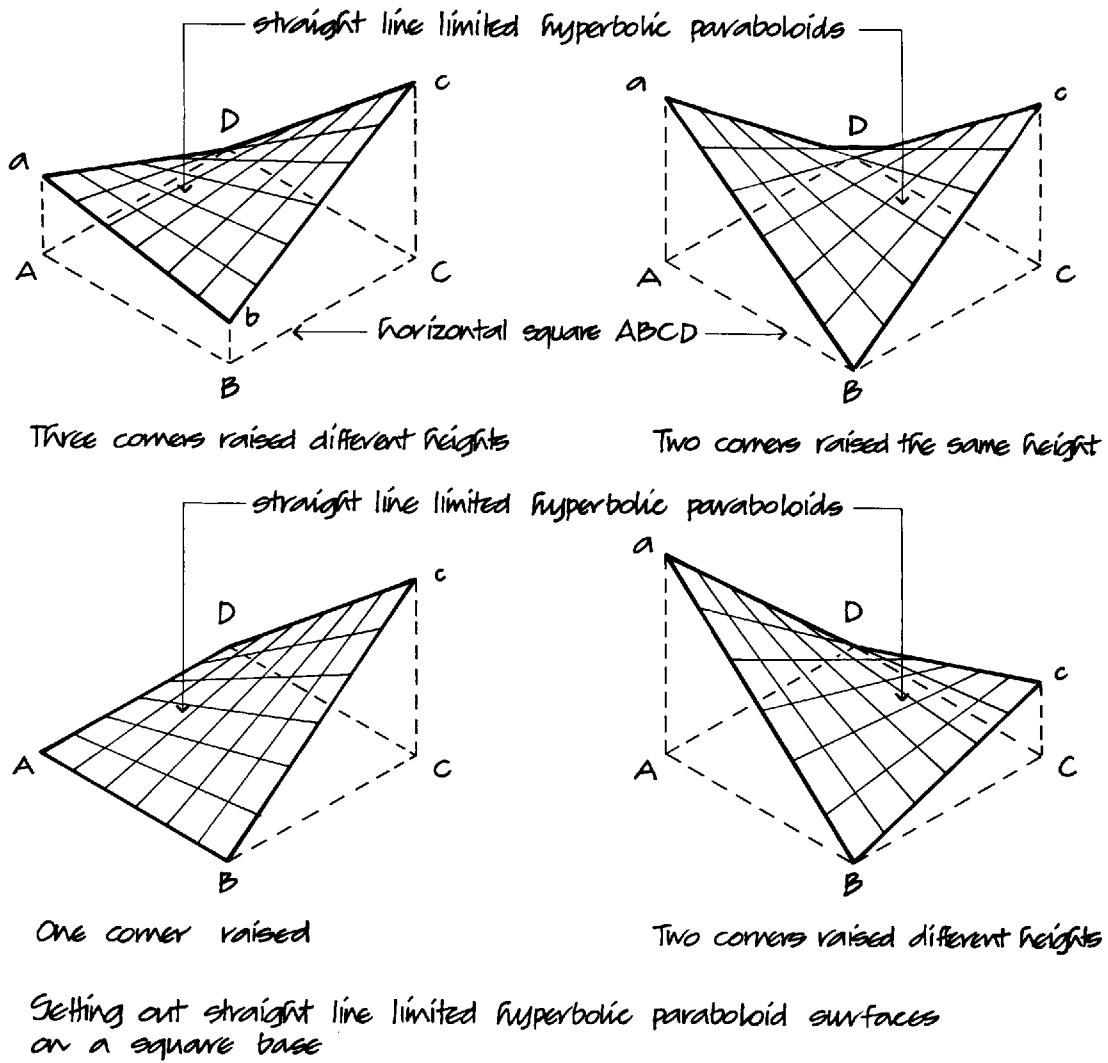 straight line limited hyperbolic paraboloids
a
D
c
A
b
C
B
a
D
c
A
C
B
horizontal square ABCD
Three corners raised different heights
Two corners raised the same height
straight line limited hyperbolic paraboloids
D
c
A
C
B
a
D
c
A
C
B
One corner raised
Two corners raised different heights
Setting out straight line limited hyperbolic paraboloid surfaces
on a square base